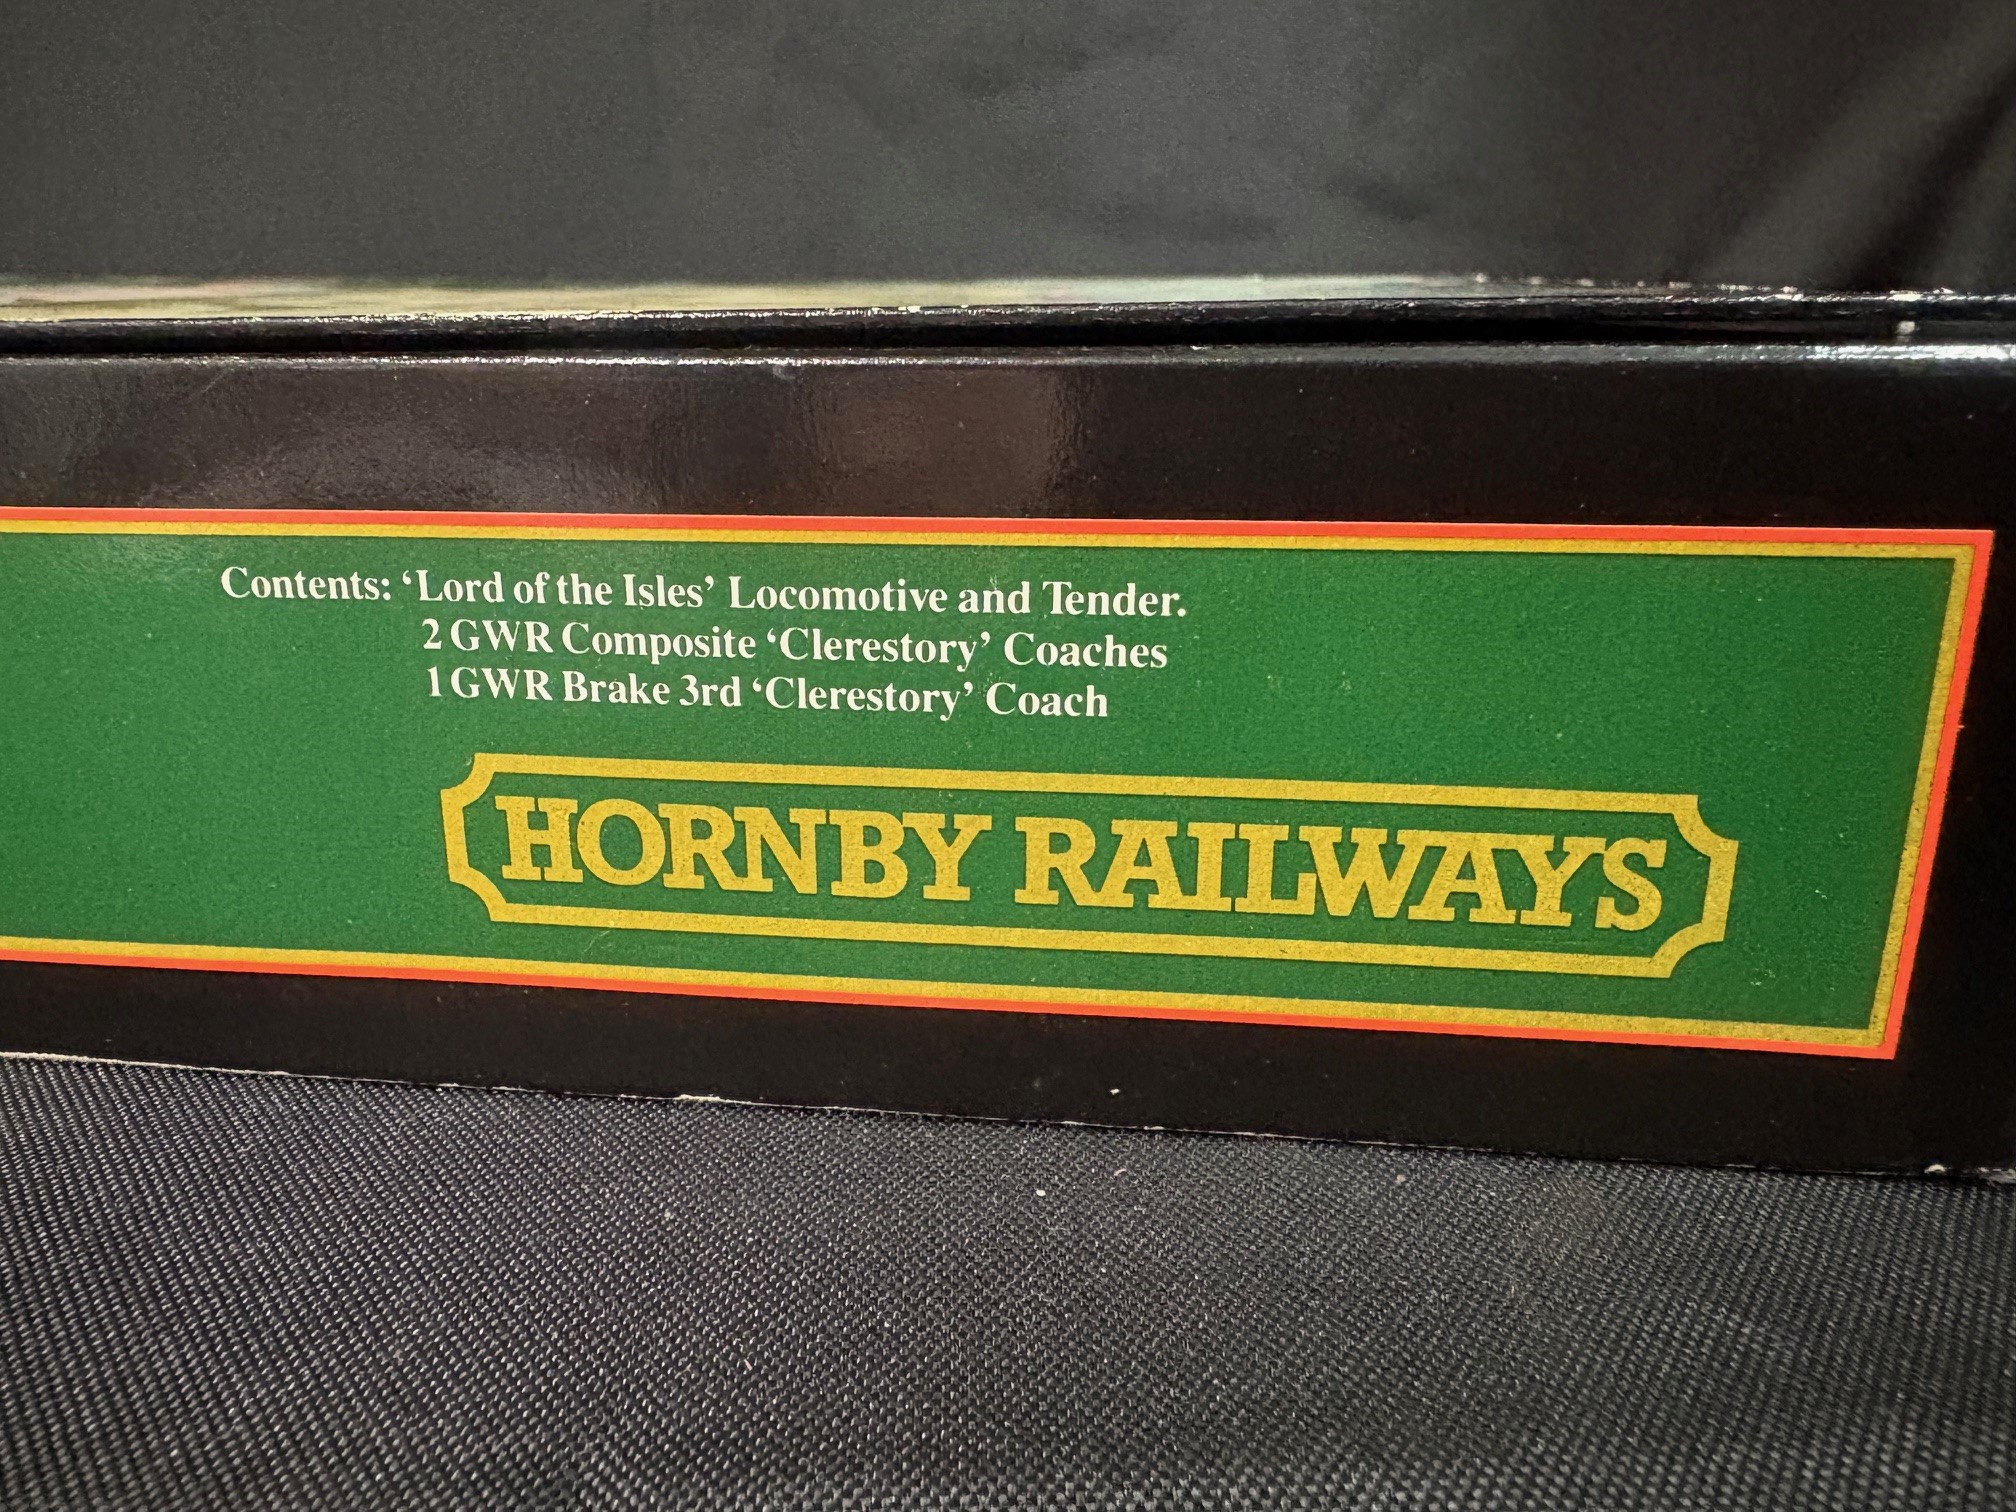 Contents: ‘Lord of the Isles’ Locomotive and Tender.
2 GWR Composite ‘Clerestory’ Coaches
1 GWR Brake 3rd ‘Clerestory’ Coach
HORNBY RAILWAYS